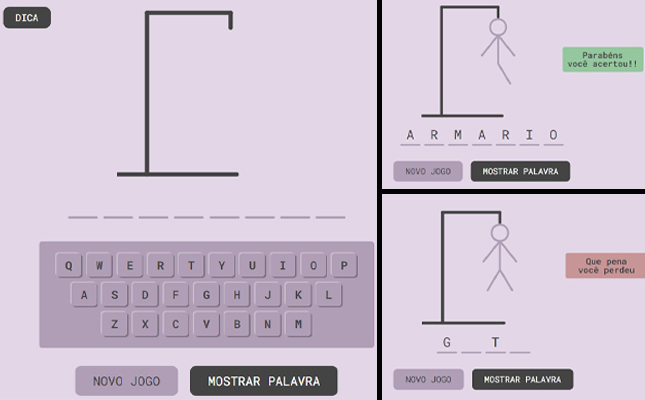 DICA
Q W E R T Y U I O P
A S D F G H J K L
Z X C V B N M
NOVO JOGO
MOSTRAR PALAVRA
Parabéns
você acertou!!
A R M A R I O
NOVO JOGO
MOSTRAR PALAVRA
Que pena
você perdeu
G T
NOVO JOGO
MOSTRAR PALAVRA